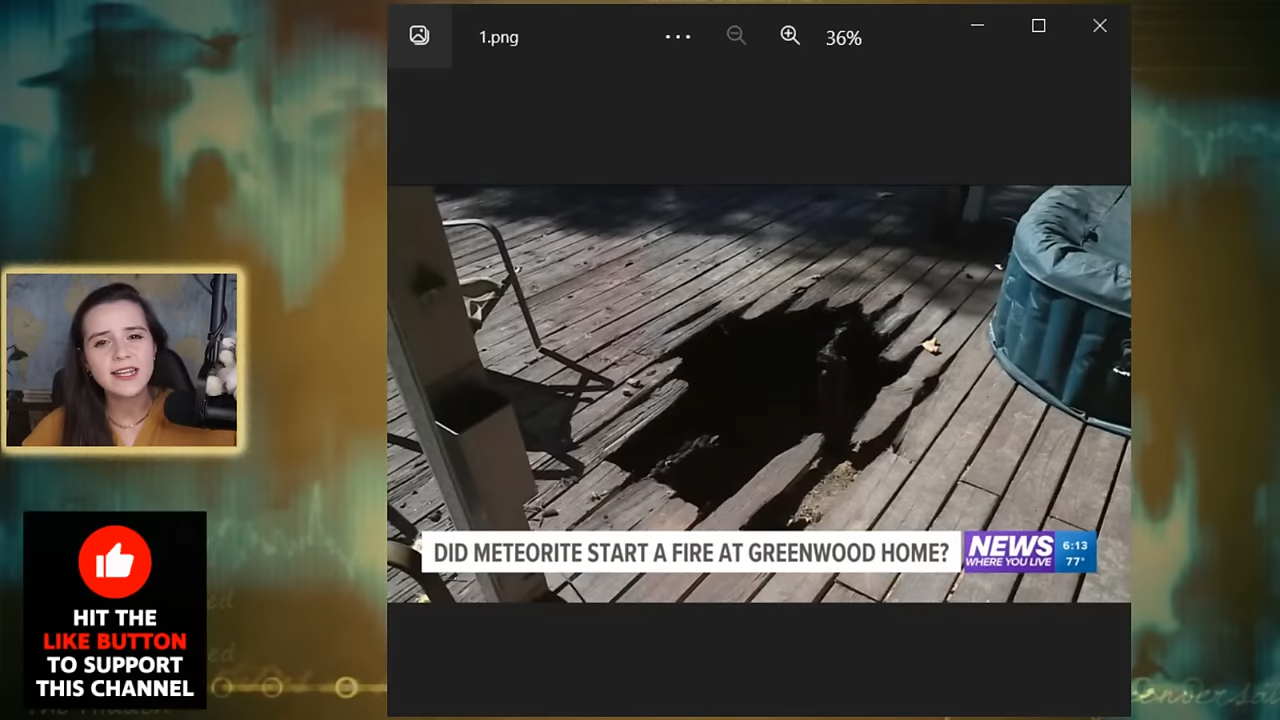 1.png
36%
DID METEORITE START A FIRE AT GREENWOOD HOME?
NEWS
WHERE YOU LIVE
6:13
77°
HIT THE
LIKE BUTTON
TO SUPPORT
THIS CHANNEL